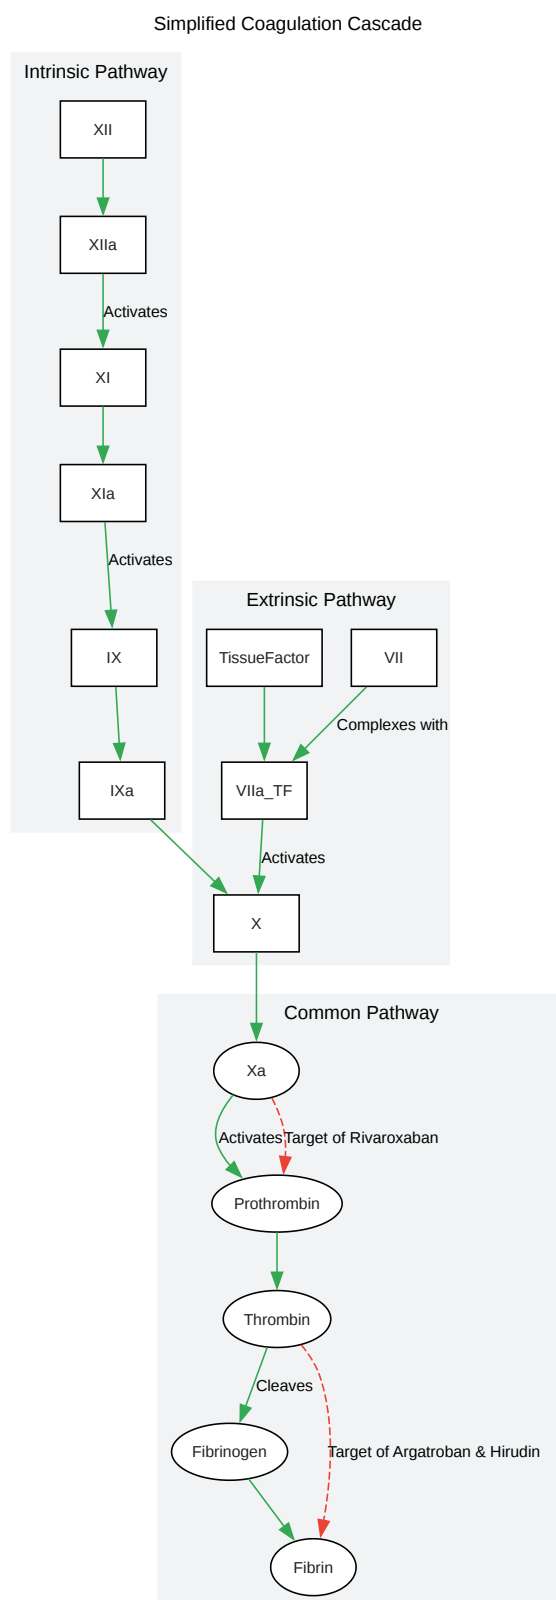 Simplified Coagulation Cascade
Intrinsic Pathway
XII
XIIa
Activates
XI
XIa
Activates
Extrinsic Pathway
IX
TissueFactor
VII
Complexes with
IXa
VIIa_TF
Activates
X
Common Pathway
Xa
Activates
Target of Rivaroxaban
Prothrombin
Thrombin
Cleaves
Fibrinogen
Target of Argatroban & Hirudin
Fibrin